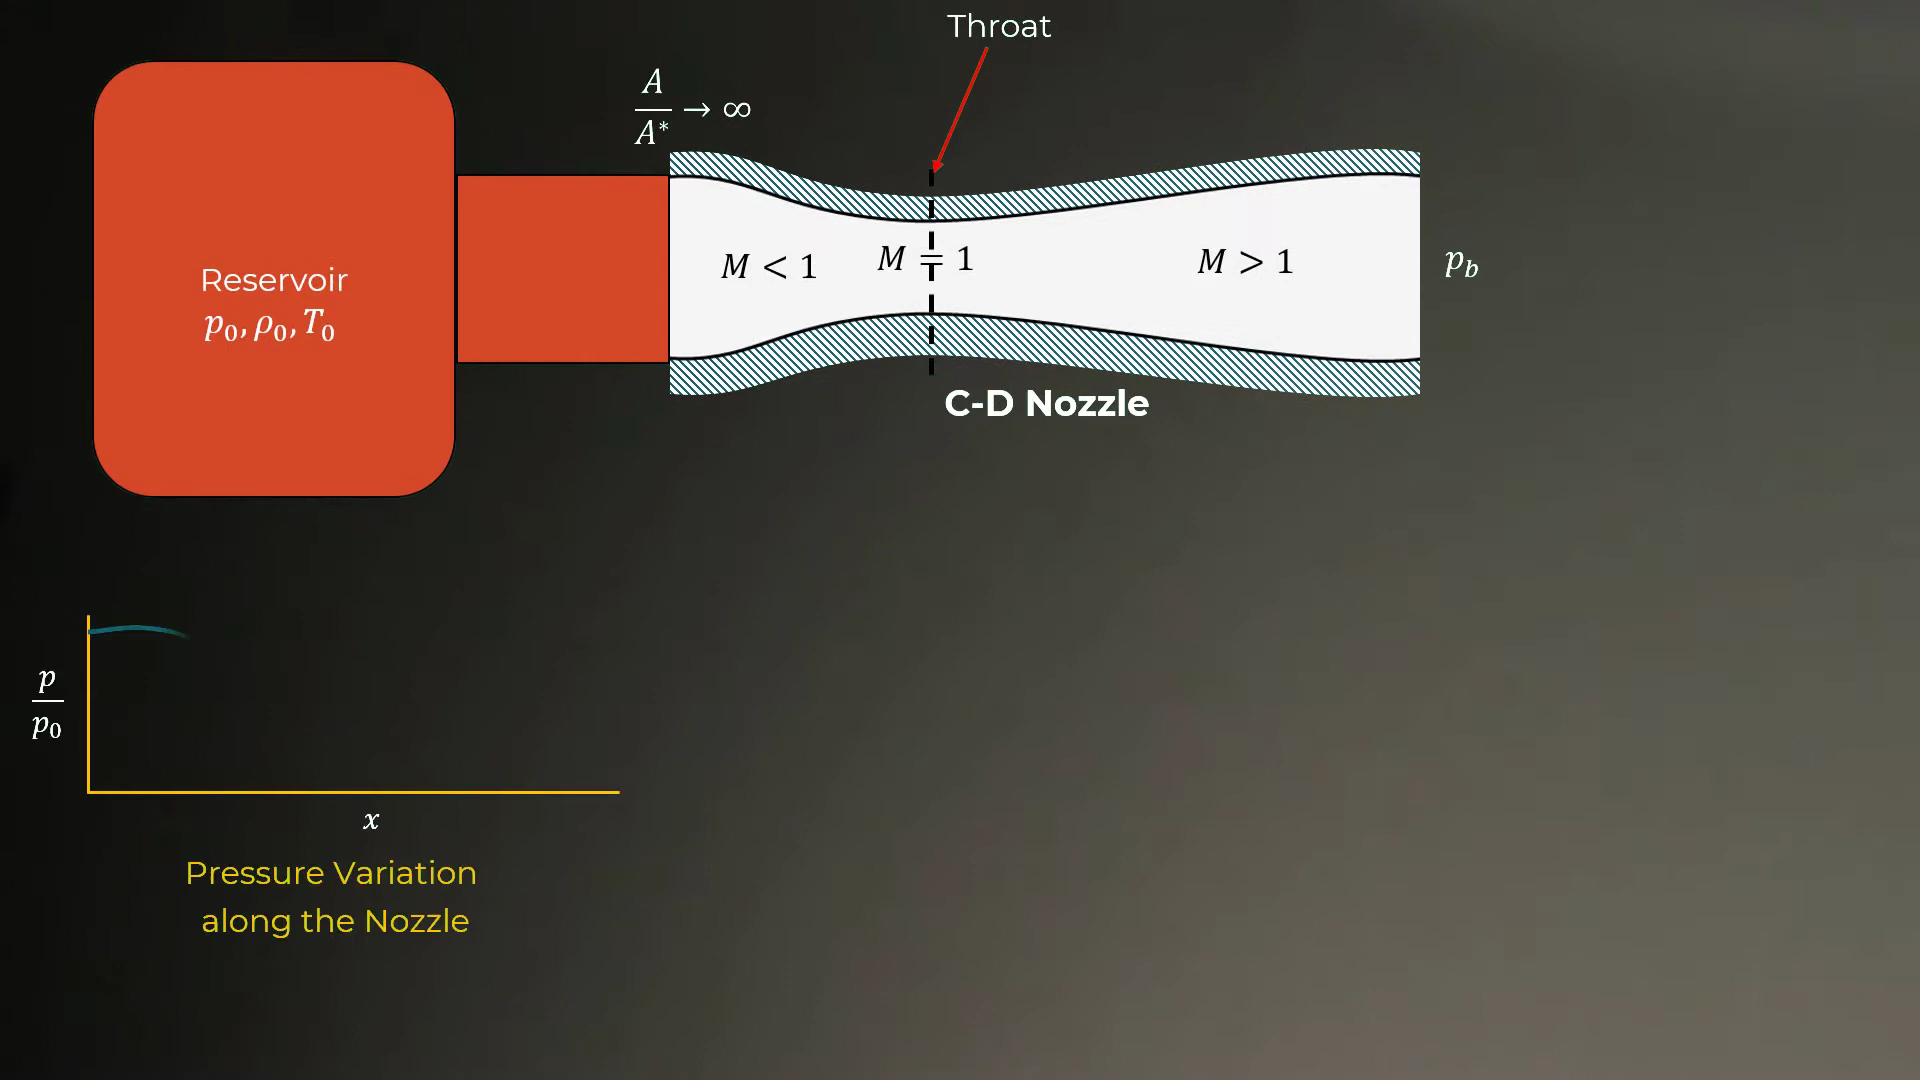 Throat
A/A* → ∞
Reservoir
p₀, ρ₀, T₀
M < 1
M = 1
M > 1
p_b
C-D Nozzle
p/p₀
x
Pressure Variation
along the Nozzle